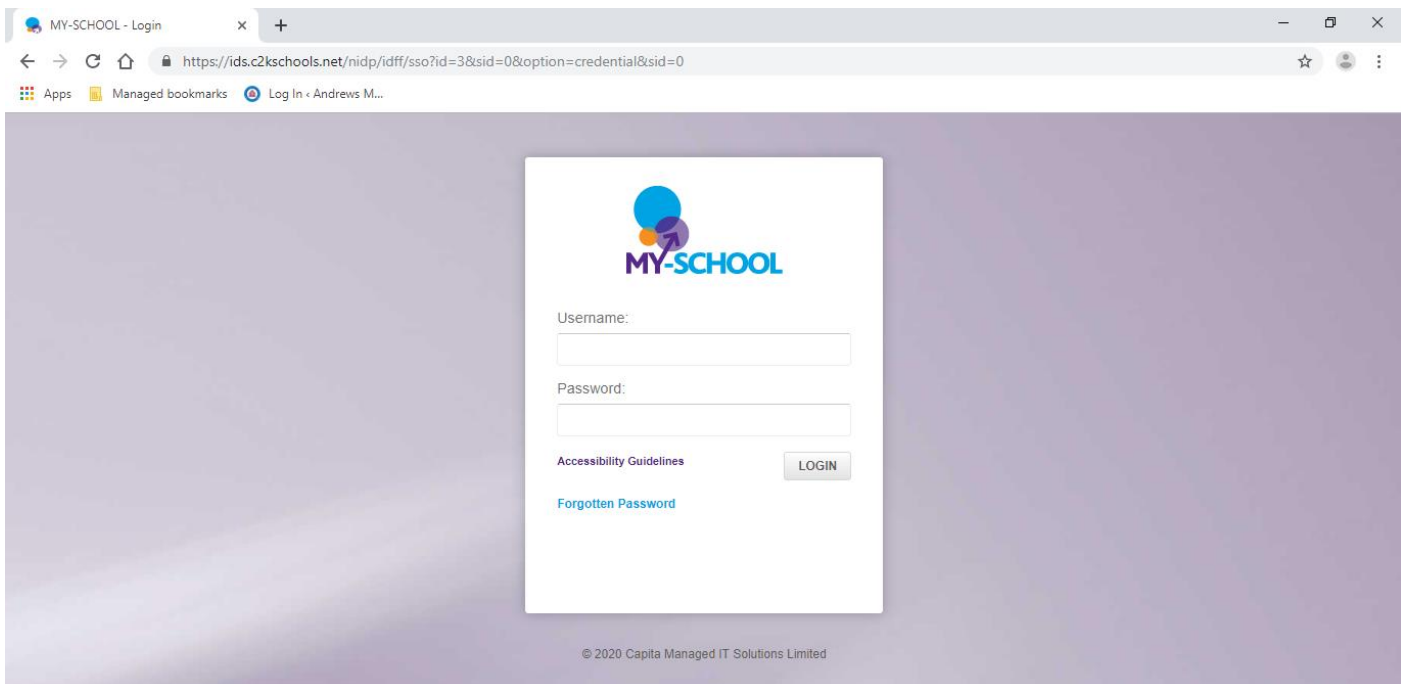 MY-SCHOOL - Login
https://ids.c2kschools.net/nidp/idff/sso?id=3&sid=0&option=credential&sid=0
Apps Managed bookmarks Log In ‹ Andrews M...
MY-SCHOOL
Username:
Password:
Accessibility Guidelines LOGIN
Forgotten Password
© 2020 Capita Managed IT Solutions Limited